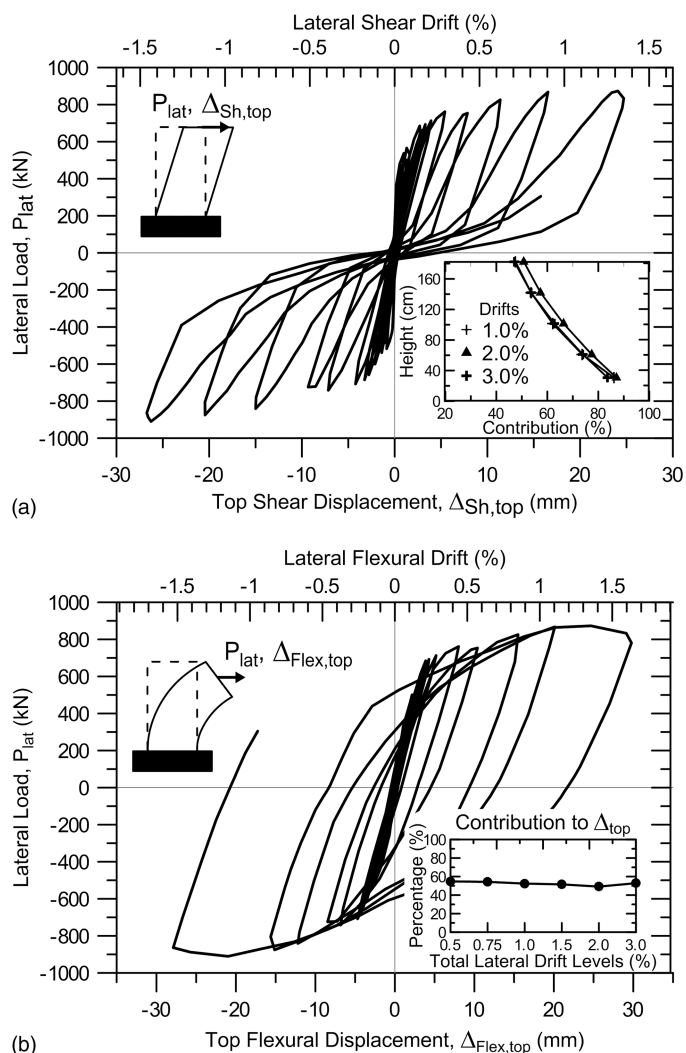 Lateral Shear Drift (%)
-1.5 -1 -0.5 0 0.5 1 1.5
1000
800
600
400
200
0
-200
-400
-600
-800
-1000
Lateral Load, Plat (kN)
Plat, ΔSh,top
Height (cm)
160
120
80
40
0
Drifts
1.0%
2.0%
3.0%
20 40 60 80 100
Contribution (%)
-30 -20 -10 0 10 20 30
Top Shear Displacement, ΔSh,top (mm)
(a)
Lateral Flexural Drift (%)
-1.5 -1 -0.5 0 0.5 1 1.5
1000
800
600
400
200
0
-200
-400
-600
-800
-1000
Lateral Load, Plat (kN)
Plat, ΔFlex,top
Contribution to Δtop
Percentage (%)
100
80
60
40
20
0
0.5 0.75 1.0 1.5 2.0 3.0
Total Lateral Drift Levels (%)
-30 -20 -10 0 10 20 30
Top Flexural Displacement, ΔFlex,top (mm)
(b)